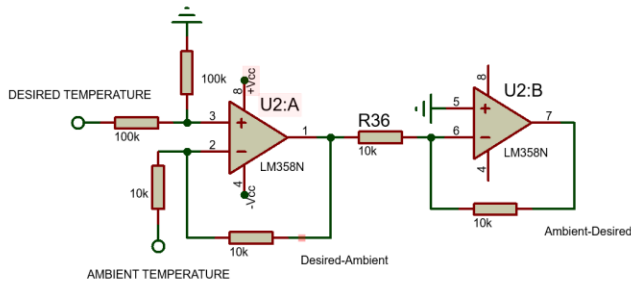 100k
+Vcc
8
U2:A
DESIRED TEMPERATURE
100k
3
2
1
LM358N
4
-Vcc
10k
AMBIENT TEMPERATURE
10k
Desired-Ambient
R36
10k
8
U2:B
5
6
7
LM358N
4
10k
Ambient-Desired